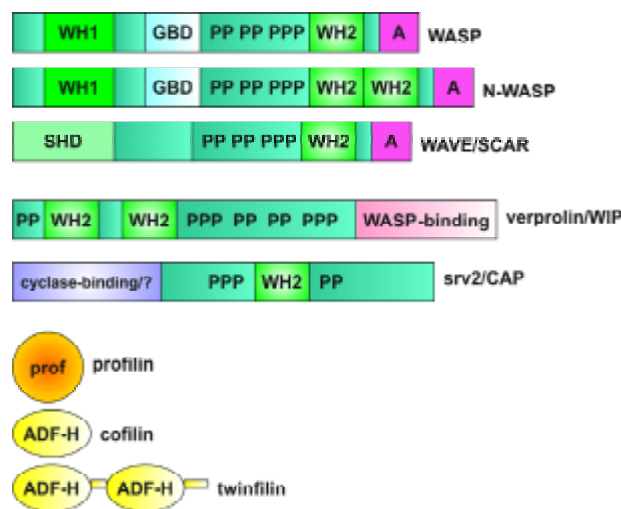 WH1 GBD PP PP PPP WH2 A WASP
WH1 GBD PP PP PPP WH2 WH2 A N-WASP
SHD PP PP PPP WH2 A WAVE/SCAR
PP WH2 WH2 PPP PP PP PPP WASP-binding verprolin/WIP
cyclase-binding/? PPP WH2 PP srv2/CAP
prof profilin
ADF-H cofilin
ADF-H ADF-H twinfilin